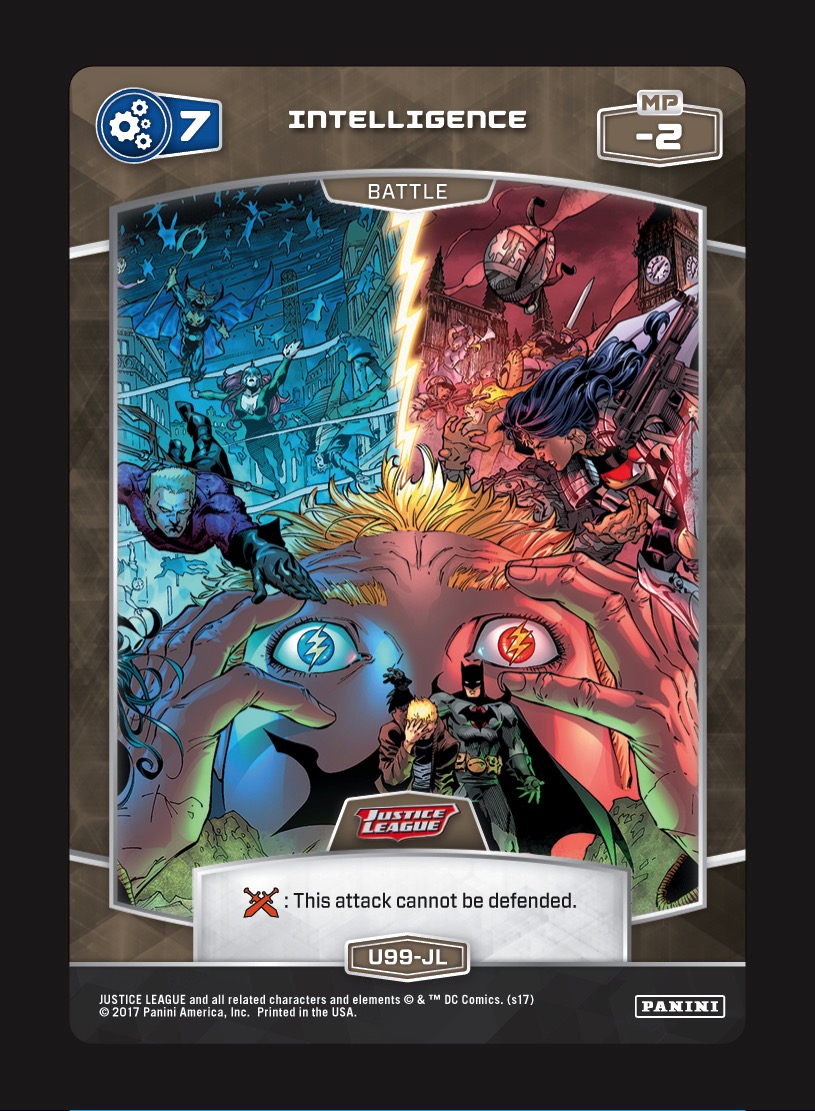 7
INTELLIGENCE
MP
-2
BATTLE
JUSTICE
LEAGUE
: This attack cannot be defended.
U99-JL
JUSTICE LEAGUE and all related characters and elements © & ™ DC Comics. (s17)
© 2017 Panini America, Inc.  Printed in the USA.
PANINI